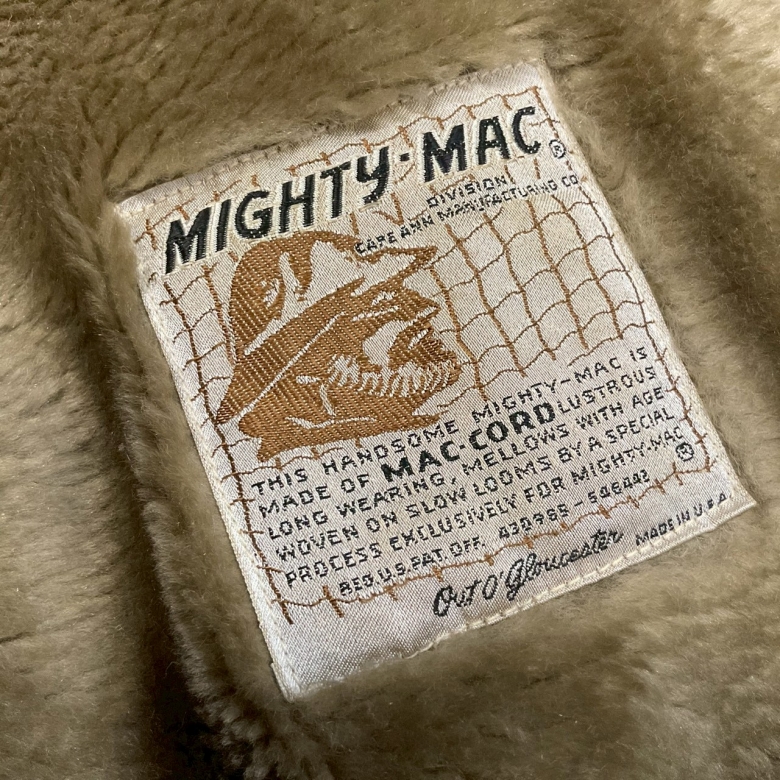 MIGHTY-MAC®
DIVISION
CAPE ANN MANUFACTURING CO.
THIS HANDSOME MIGHTY-MAC IS
MADE OF MAC-CORD LUSTROUS
LONG WEARING, MELLOWS WITH AGE-
WOVEN ON SLOW LOOMS BY A SPECIAL
PROCESS EXCLUSIVELY FOR MIGHTY-MAC®
REG.U.S.PAT.OFF. 430965-546442
Out O' Gloucester MADE IN U.S.A.